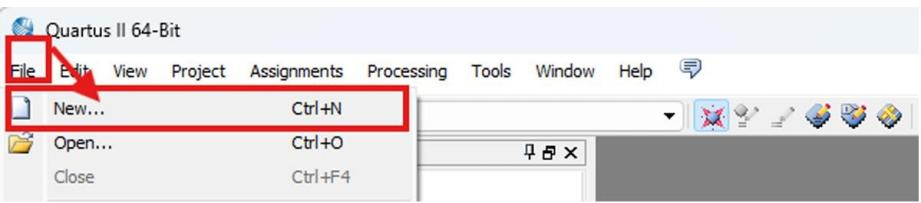 Quartus II 64-Bit
File Edit View Project Assignments Processing Tools Window Help
New... Ctrl+N
Open... Ctrl+O
Close Ctrl+F4